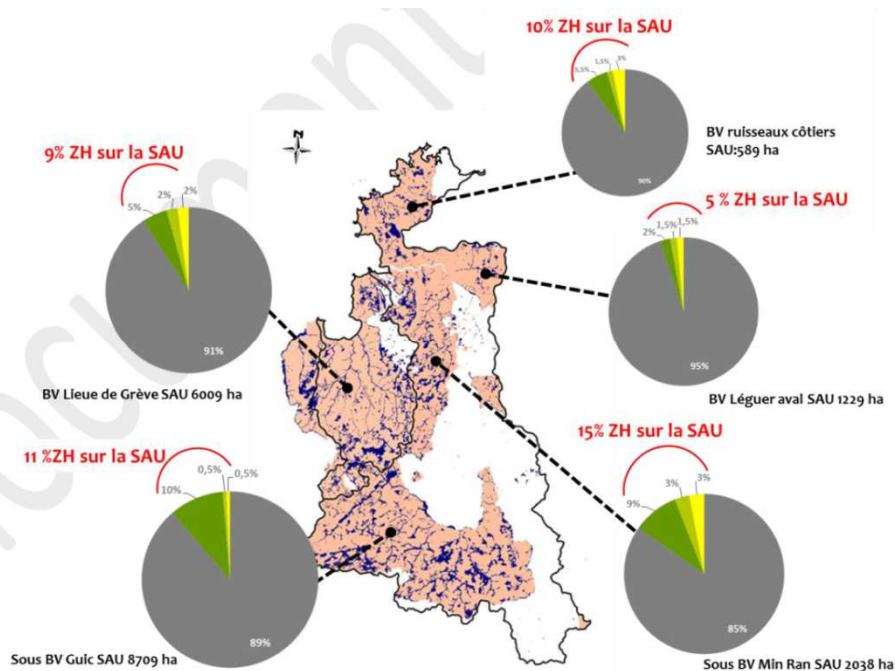 10% ZH sur la SAU
5,5%
1,5%
3%
90%
BV ruisseaux côtiers
SAU:589 ha
N
9% ZH sur la SAU
5%
2%
2%
91%
BV Lieue de Grève SAU 6009 ha
5 % ZH sur la SAU
2%
1,5%
1,5%
95%
BV Léguer aval SAU 1229 ha
11 %ZH sur la SAU
10%
0,5%
0,5%
89%
Sous BV Guic SAU 8709 ha
15% ZH sur la SAU
9%
3%
3%
85%
Sous BV Min Ran SAU 2038 ha